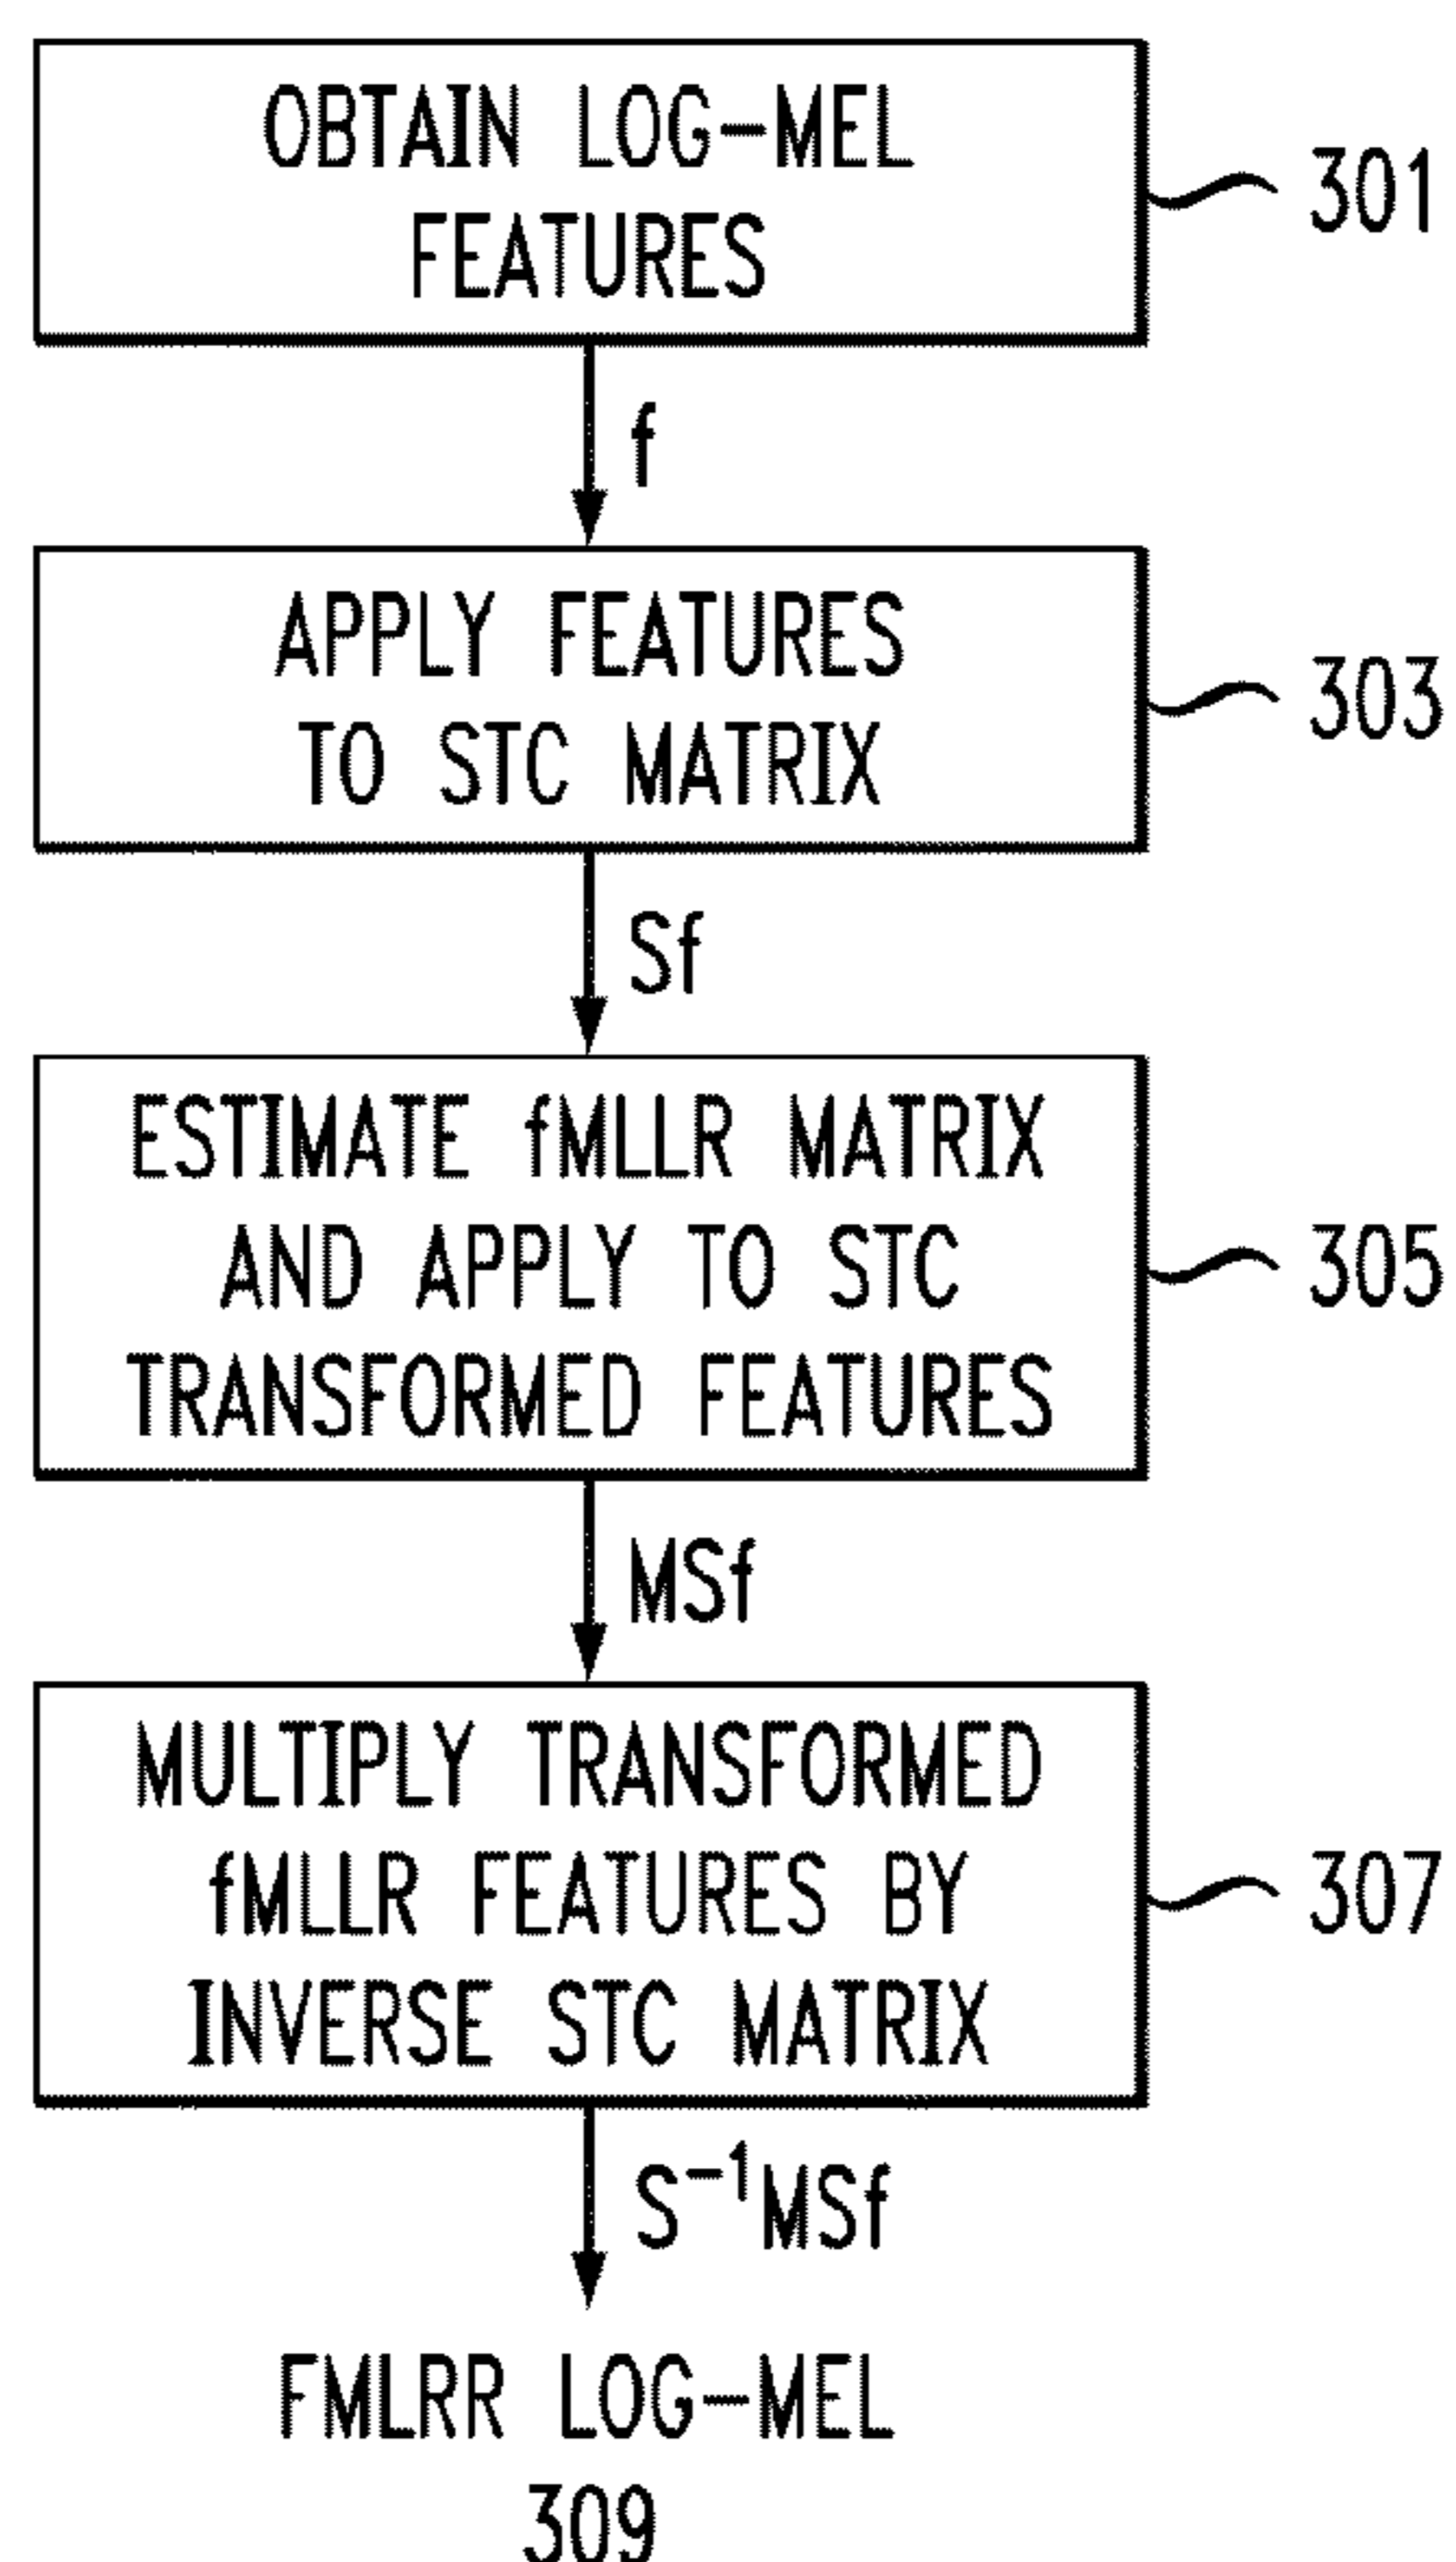 OBTAIN LOG-MEL
FEATURES
301
f
APPLY FEATURES
TO STC MATRIX
303
Sf
ESTIMATE fMLLR MATRIX
AND APPLY TO STC
TRANSFORMED FEATURES
305
MSf
MULTIPLY TRANSFORMED
fMLLR FEATURES BY
INVERSE STC MATRIX
307
S⁻¹MSf
FMLRR LOG-MEL
309